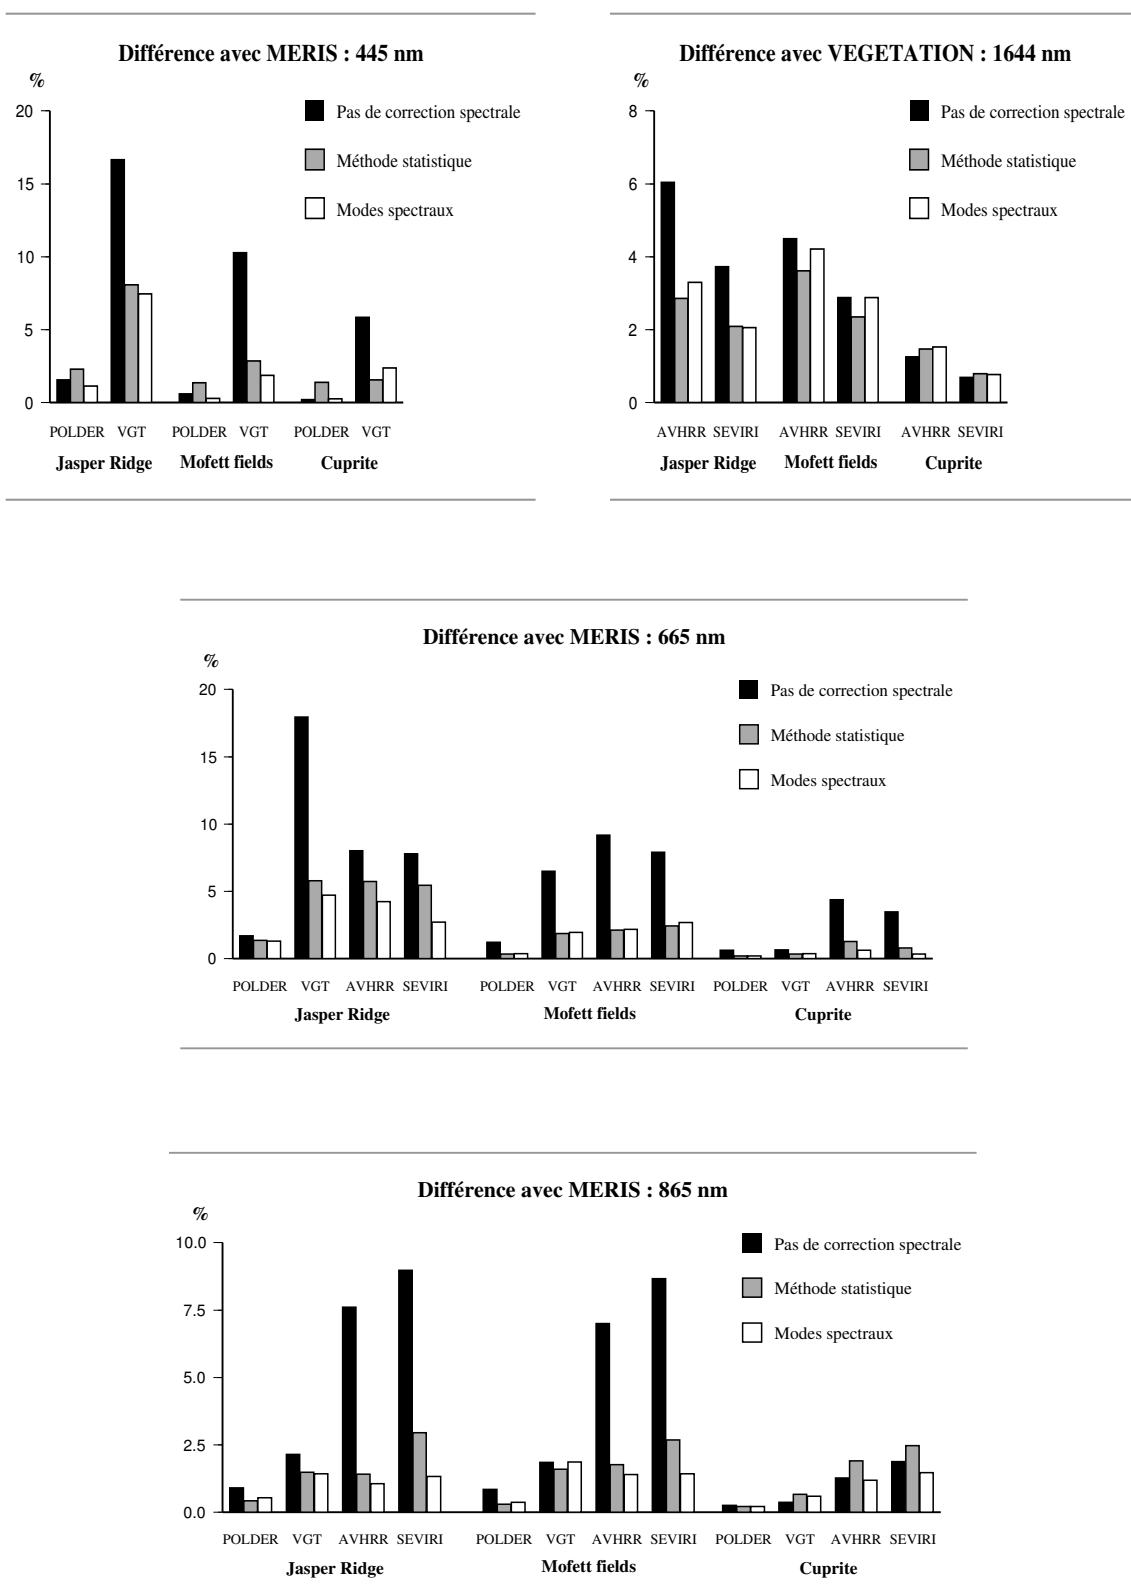 Différence avec MERIS : 445 nm
%
20
15
10
5
0
Pas de correction spectrale
Méthode statistique
Modes spectraux
POLDER VGT POLDER VGT POLDER VGT
Jasper Ridge Mofett fields Cuprite
Différence avec VEGETATION : 1644 nm
%
8
6
4
2
0
Pas de correction spectrale
Méthode statistique
Modes spectraux
AVHRR SEVIRI AVHRR SEVIRI AVHRR SEVIRI
Jasper Ridge Mofett fields Cuprite
Différence avec MERIS : 665 nm
%
20
15
10
5
0
Pas de correction spectrale
Méthode statistique
Modes spectraux
POLDER VGT AVHRR SEVIRI POLDER VGT AVHRR SEVIRI POLDER VGT AVHRR SEVIRI
Jasper Ridge Mofett fields Cuprite
Différence avec MERIS : 865 nm
%
10.0
7.5
5.0
2.5
0.0
Pas de correction spectrale
Méthode statistique
Modes spectraux
POLDER VGT AVHRR SEVIRI POLDER VGT AVHRR SEVIRI POLDER VGT AVHRR SEVIRI
Jasper Ridge Mofett fields Cuprite